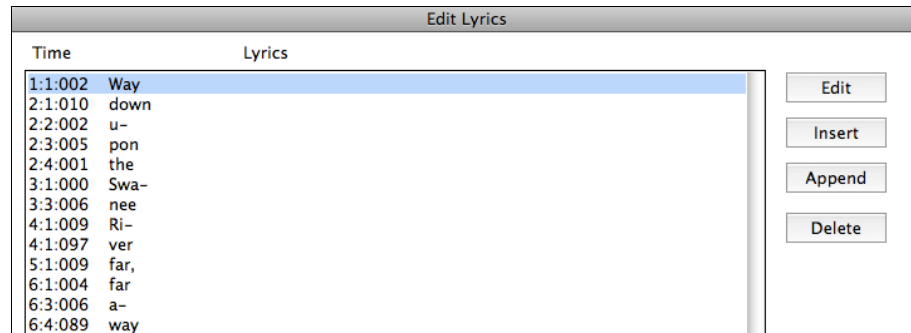 Edit Lyrics
Time Lyrics
1:1:002 Way
2:1:010 down
2:2:002 u-
2:3:005 pon
2:4:001 the
3:1:000 Swa-
3:3:006 nee
4:1:009 Ri-
4:1:097 ver
5:1:009 far,
6:1:004 far
6:3:006 a-
6:4:089 way
Edit
Insert
Append
Delete